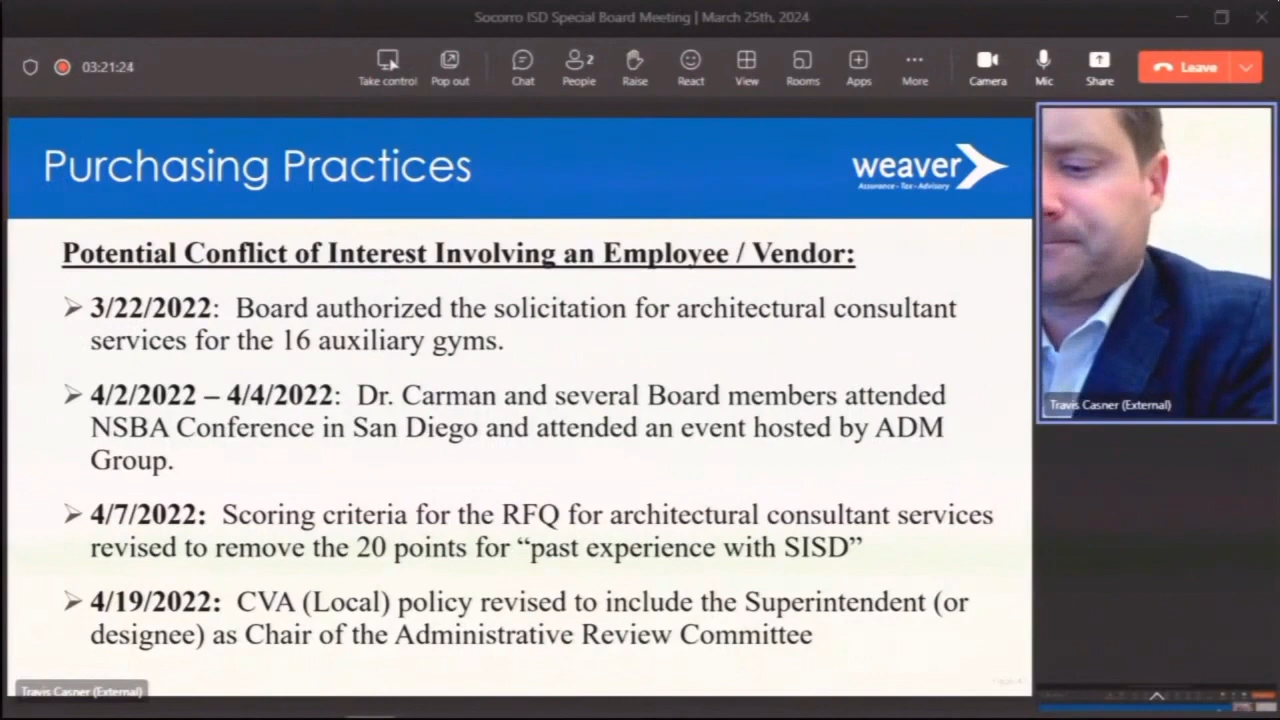 Socorro ISD Special Board Meeting | March 25th, 2024
03:21:24
Take control
Pop out
Chat
People
2
Raise
React
View
Rooms
Apps
More
Camera
Mic
Share
Leave
Purchasing Practices
weaver
Assurance • Tax • Advisory
Potential Conflict of Interest Involving an Employee / Vendor:
➢ 3/22/2022: Board authorized the solicitation for architectural consultant
services for the 16 auxiliary gyms.
➢ 4/2/2022 – 4/4/2022: Dr. Carman and several Board members attended
NSBA Conference in San Diego and attended an event hosted by ADM
Group.
➢ 4/7/2022: Scoring criteria for the RFQ for architectural consultant services
revised to remove the 20 points for “past experience with SISD”
➢ 4/19/2022: CVA (Local) policy revised to include the Superintendent (or
designee) as Chair of the Administrative Review Committee
Travis Casner (External)
Travis Casner (External)